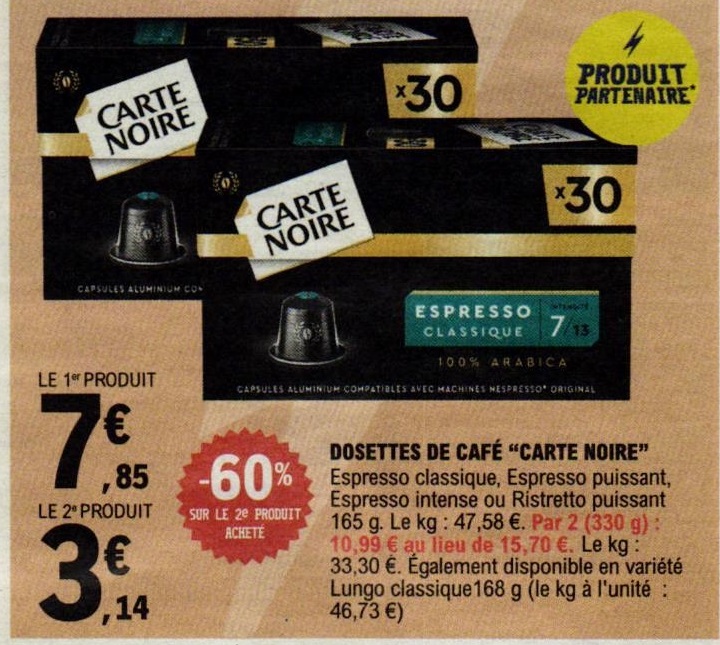 CARTE
NOIRE
x30
PRODUIT
PARTENAIRE*
CARTE
NOIRE
x30
CAPSULES ALUMINIUM CO
ESPRESSO
CLASSIQUE
INTENSITÉ
7/13
100% ARABICA
CAPSULES ALUMINIUM COMPATIBLES AVEC MACHINES NESPRESSO* ORIGINAL
LE 1er PRODUIT
7€,85
-60%
SUR LE 2e PRODUIT
ACHETÉ
LE 2e PRODUIT
3€,14
DOSETTES DE CAFÉ “CARTE NOIRE”
Espresso classique, Espresso puissant,
Espresso intense ou Ristretto puissant
165 g. Le kg : 47,58 €. Par 2 (330 g) :
10,99 € au lieu de 15,70 €. Le kg :
33,30 €. Également disponible en variété
Lungo classique168 g (le kg à l'unité :
46,73 €)